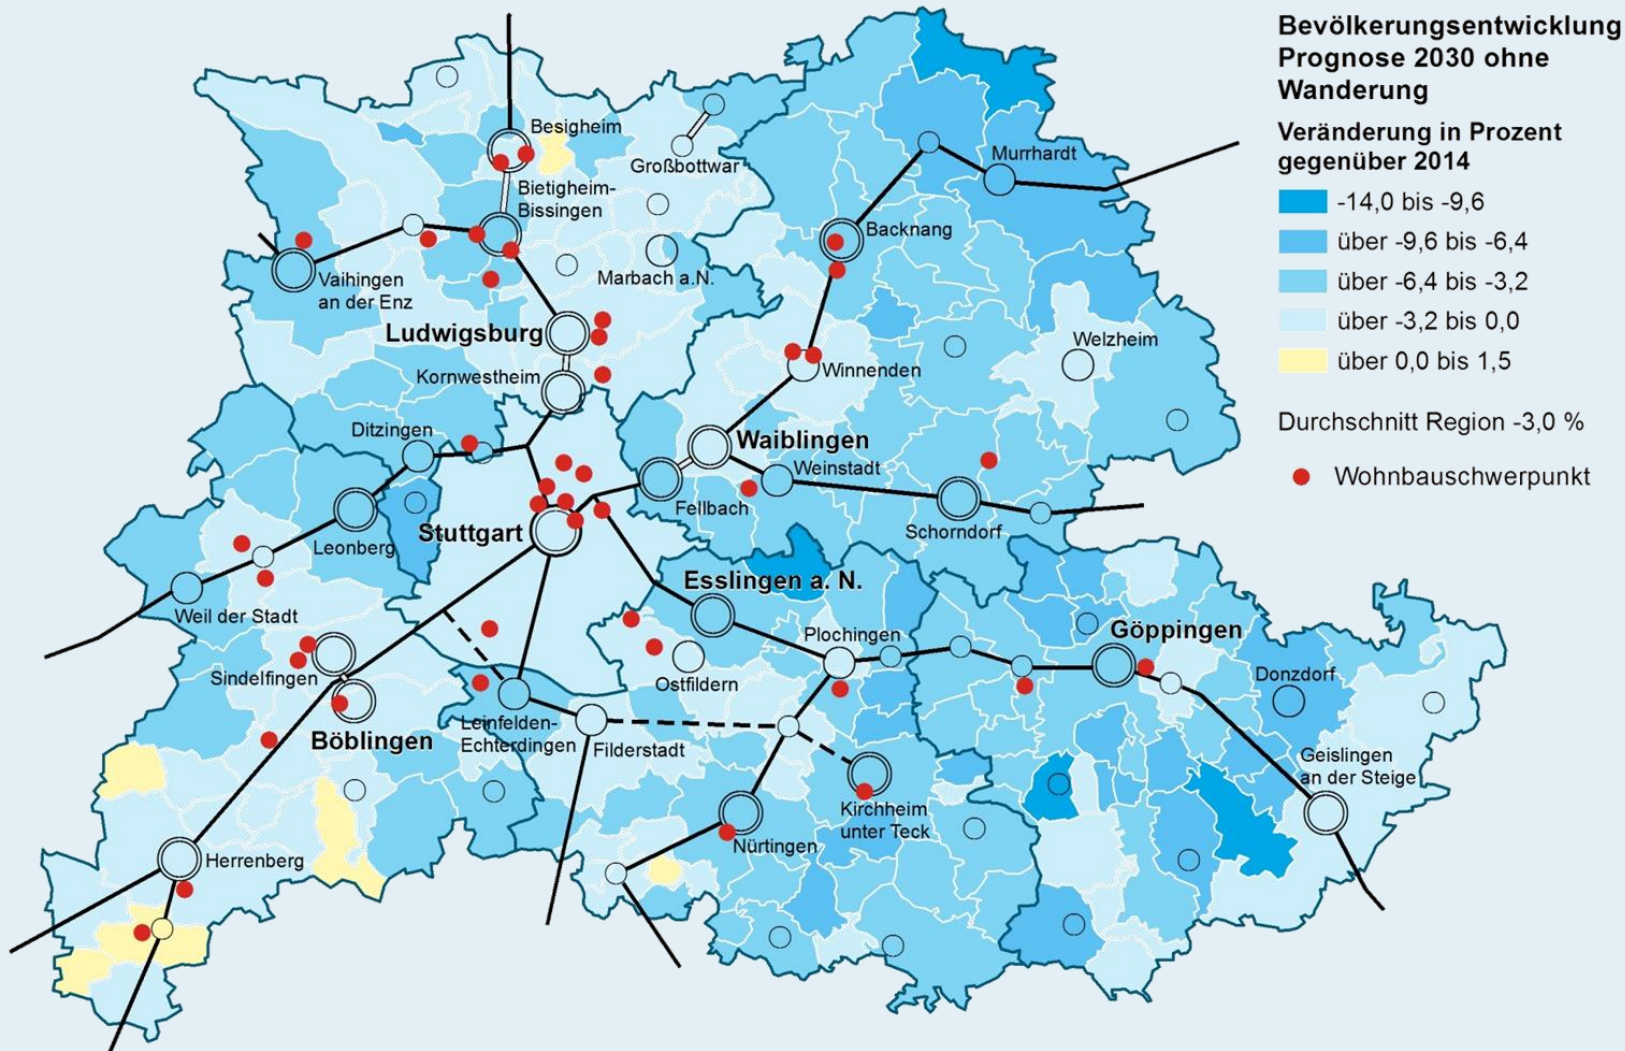 Bevölkerungsentwicklung
Prognose 2030 ohne
Wanderung
Veränderung in Prozent
gegenüber 2014
-14,0 bis -9,6
über -9,6 bis -6,4
über -6,4 bis -3,2
über -3,2 bis 0,0
über 0,0 bis 1,5
Durchschnitt Region -3,0 %
Wohnbauschwerpunkt
Besigheim
Großbottwar
Murrhardt
Bietigheim-
Bissingen
Backnang
Marbach a.N.
Vaihingen
an der Enz
Ludwigsburg
Welzheim
Winnenden
Kornwestheim
Ditzingen
Waiblingen
Weinstadt
Fellbach
Stuttgart
Schorndorf
Leonberg
Esslingen a. N.
Weil der Stadt
Plochingen
Göppingen
Sindelfingen
Ostfildern
Donzdorf
Leinfelden-
Echterdingen
Filderstadt
Böblingen
Geislingen
an der Steige
Kirchheim
unter Teck
Nürtingen
Herrenberg